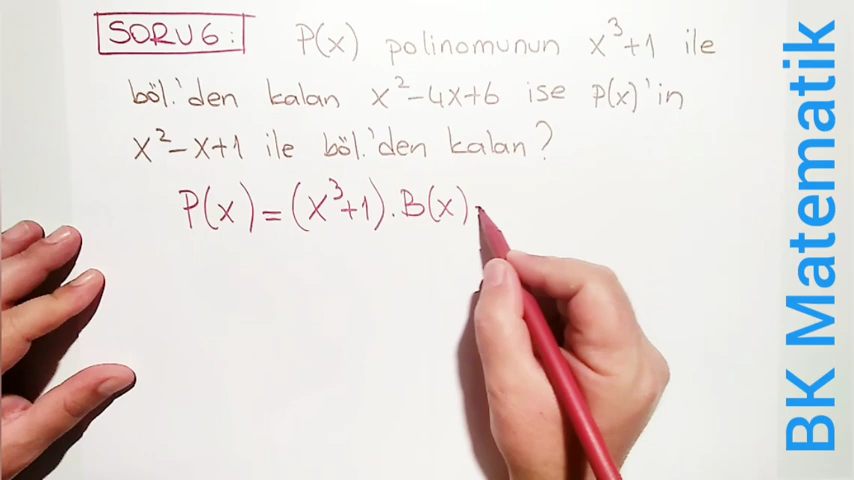 SORU 6: P(x) polinomunun x³+1 ile
böl.'den kalan x²-4x+6 ise P(x)'in
x²-x+1 ile böl.'den kalan?
P(x)=(x³+1).B(x)
BK Matematik